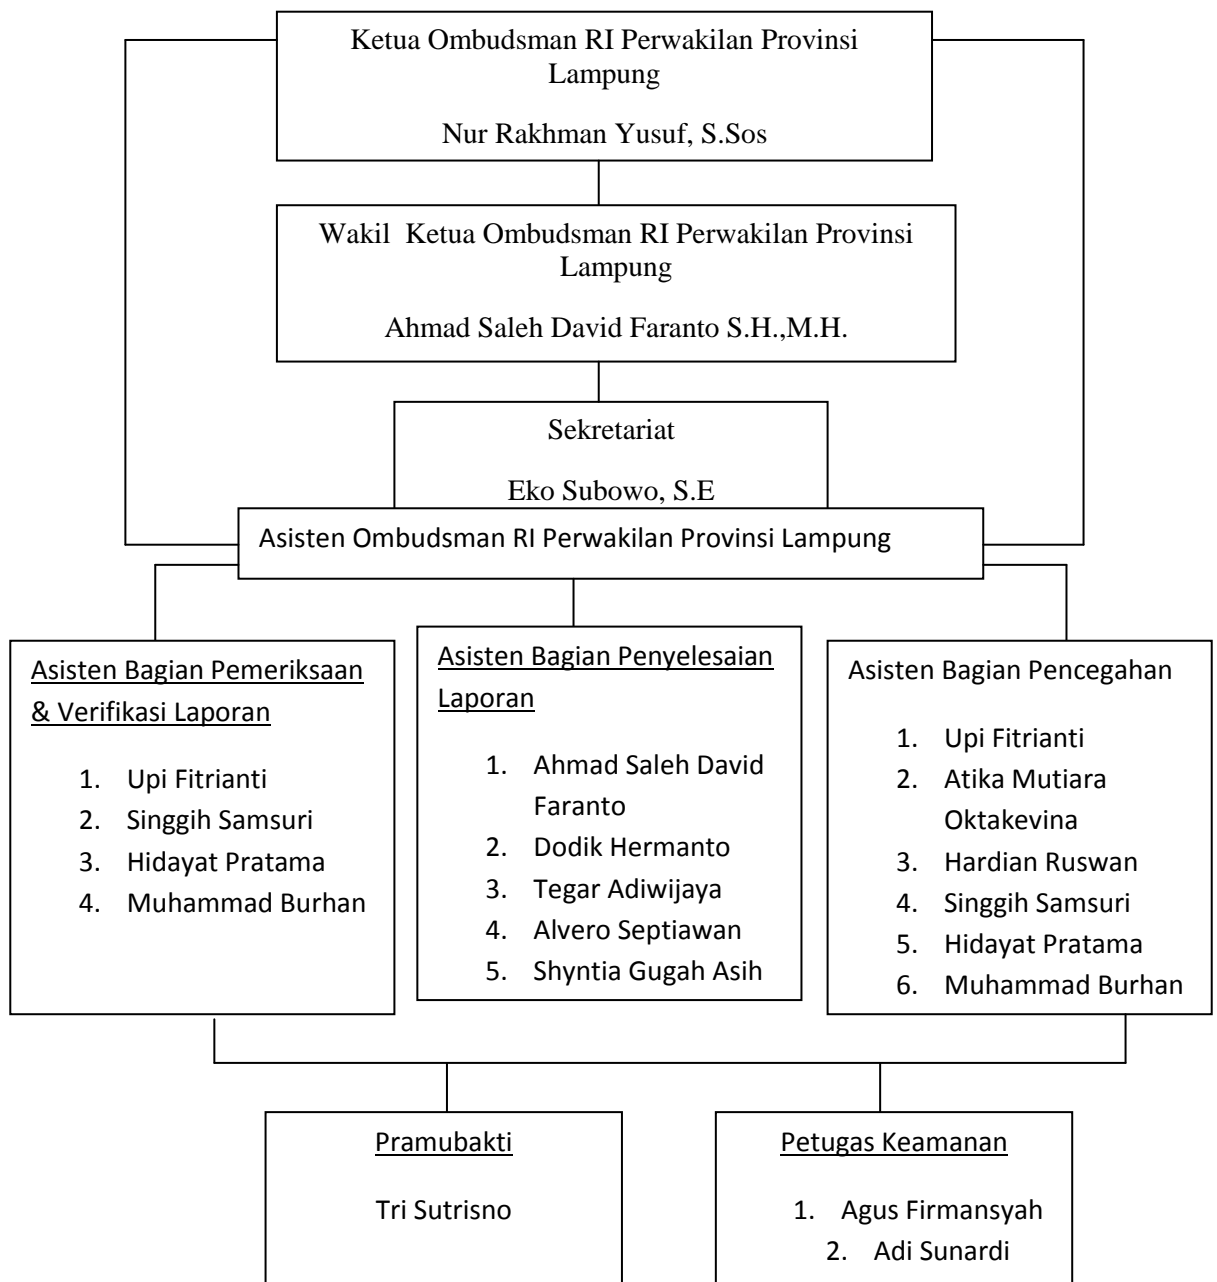 Ketua Ombudsman RI Perwakilan Provinsi
Lampung
Nur Rakhman Yusuf, S.Sos
Wakil Ketua Ombudsman RI Perwakilan Provinsi
Lampung
Ahmad Saleh David Faranto S.H.,M.H.
Sekretariat
Eko Subowo, S.E
Asisten Ombudsman RI Perwakilan Provinsi Lampung
Asisten Bagian Pemeriksaan
& Verifikasi Laporan
1. Upi Fitrianti
2. Singgih Samsuri
3. Hidayat Pratama
4. Muhammad Burhan
Asisten Bagian Penyelesaian
Laporan
1. Ahmad Saleh David
Faranto
2. Dodik Hermanto
3. Tegar Adiwijaya
4. Alvero Septiawan
5. Shyntia Gugah Asih
Asisten Bagian Pencegahan
1. Upi Fitrianti
2. Atika Mutiara
Oktakevina
3. Hardian Ruswan
4. Singgih Samsuri
5. Hidayat Pratama
6. Muhammad Burhan
Pramubakti
Tri Sutrisno
Petugas Keamanan
1. Agus Firmansyah
2. Adi Sunardi